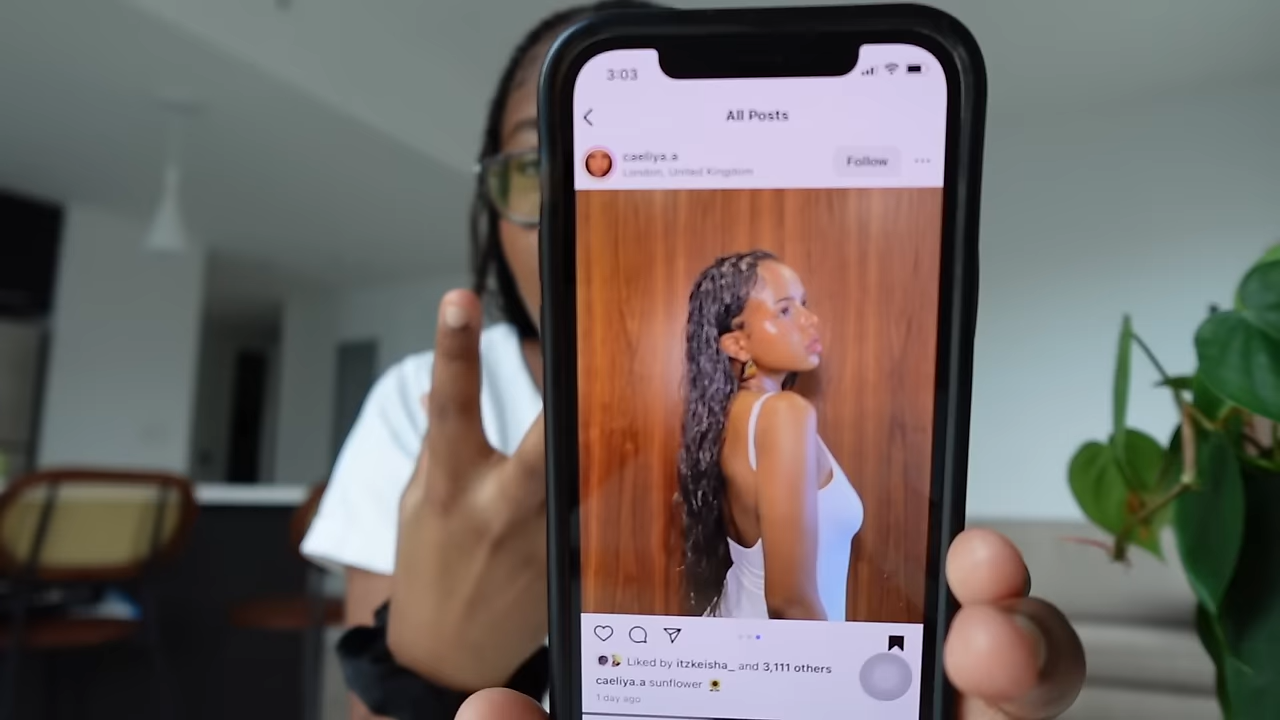 3:03
All Posts
caeliya.a
London, United Kingdom
Follow
Liked by itzkeisha_ and 3,111 others
caeliya.a sunflower 🌻
1 day ago